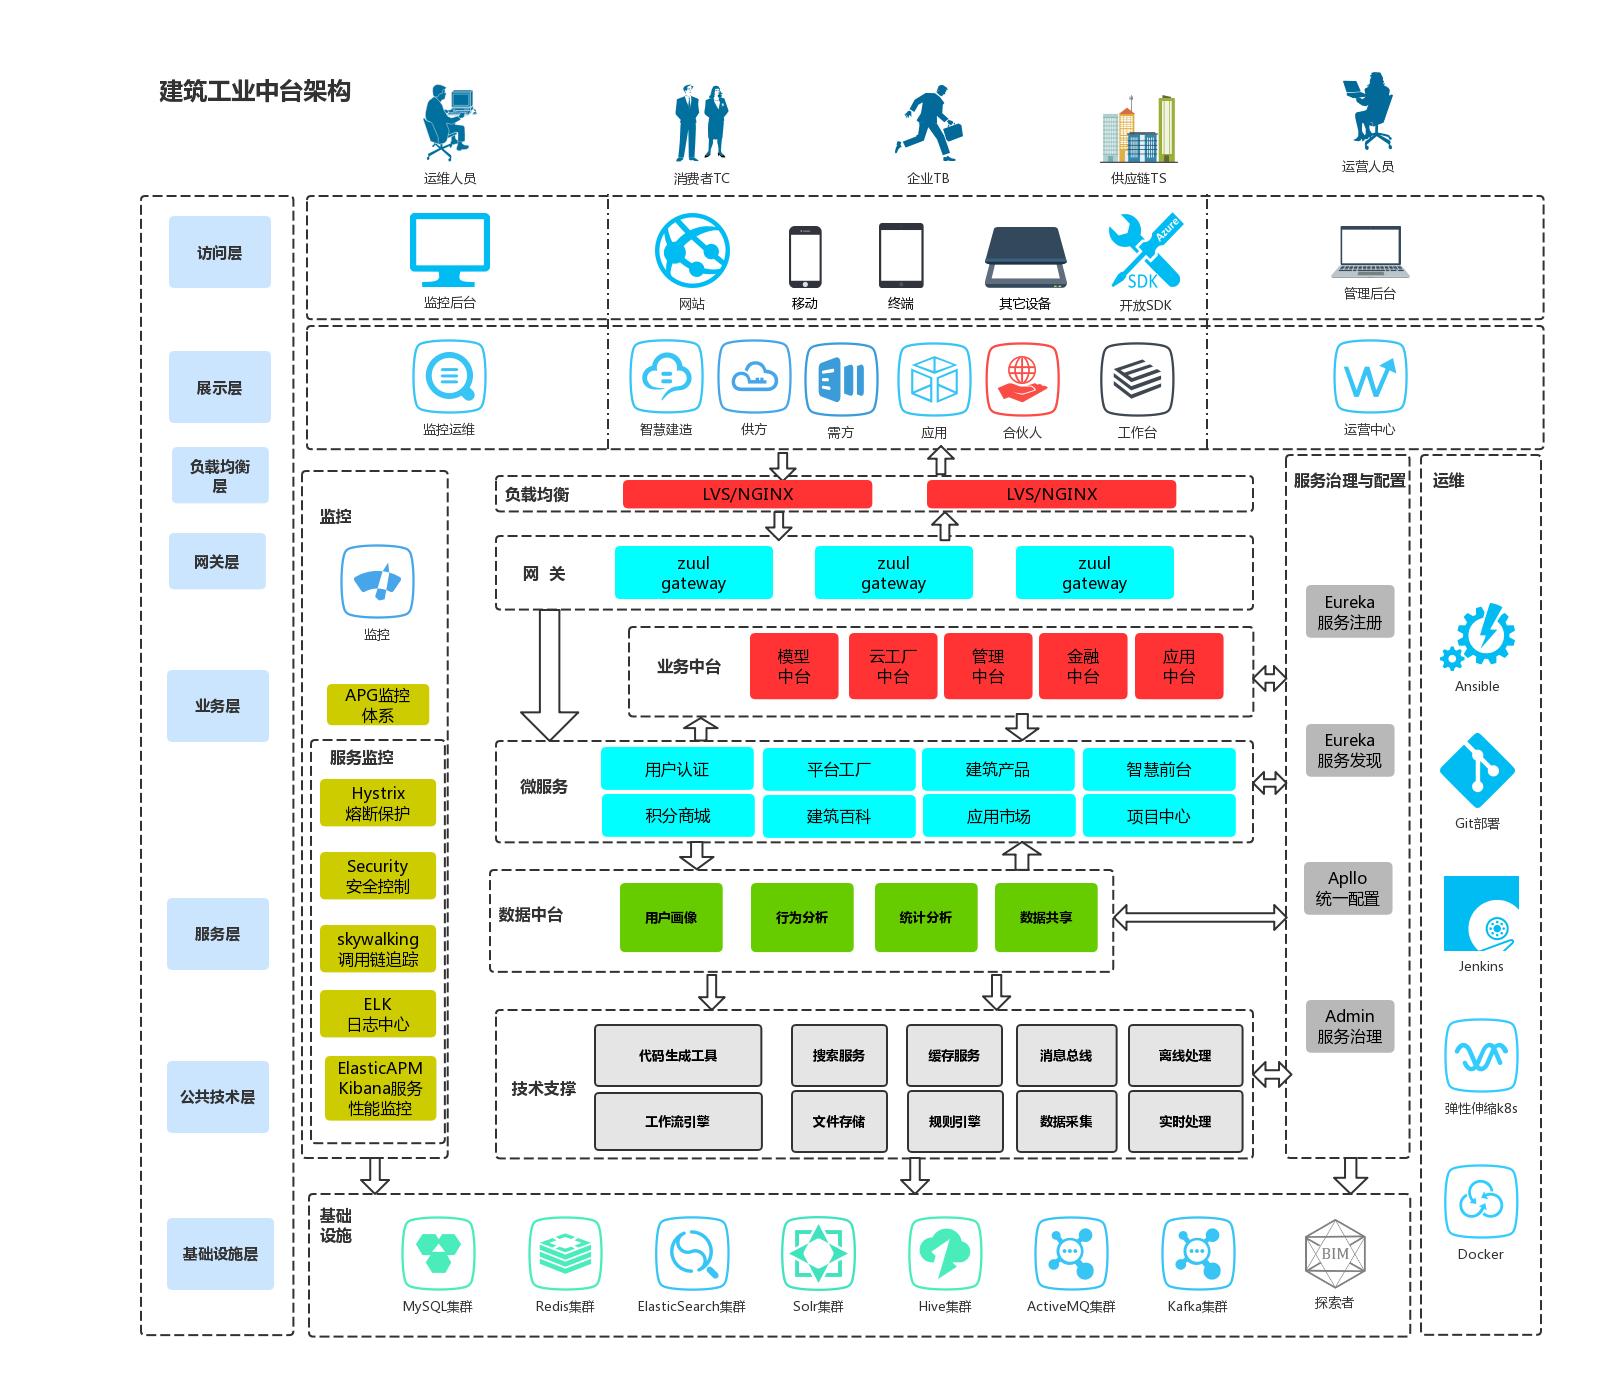 建筑工业中台架构
运维人员
消费者TC
企业TB
供应链TS
运营人员
访问层
监控后台
网站
移动
终端
其它设备
Azure
SDK
开放SDK
管理后台
展示层
监控运维
智慧建造
供方
需方
应用
合伙人
工作台
运营中心
负载均衡
层
负载均衡
LVS/NGINX
LVS/NGINX
网关层
网 关
zuul
gateway
zuul
gateway
zuul
gateway
业务层
业务中台
模型
中台
云工厂
中台
管理
中台
金融
中台
应用
中台
微服务
用户认证
平台工厂
建筑产品
智慧前台
积分商城
建筑百科
应用市场
项目中心
服务层
数据中台
用户画像
行为分析
统计分析
数据共享
公共技术层
技术支撑
代码生成工具
搜索服务
缓存服务
消息总线
离线处理
工作流引擎
文件存储
规则引擎
数据采集
实时处理
监控
监控
APG监控
体系
服务监控
Hystrix
熔断保护
Security
安全控制
skywalking
调用链追踪
ELK
日志中心
ElasticAPM
Kibana服务
性能监控
服务治理与配置
Eureka
服务注册
Eureka
服务发现
Apllo
统一配置
Admin
服务治理
运维
Ansible
Git部署
Jenkins
弹性伸缩k8s
Docker
基础设施层
基础
设施
MySQL集群
Redis集群
ElasticSearch集群
Solr集群
Hive集群
ActiveMQ集群
Kafka集群
BIM
探索者